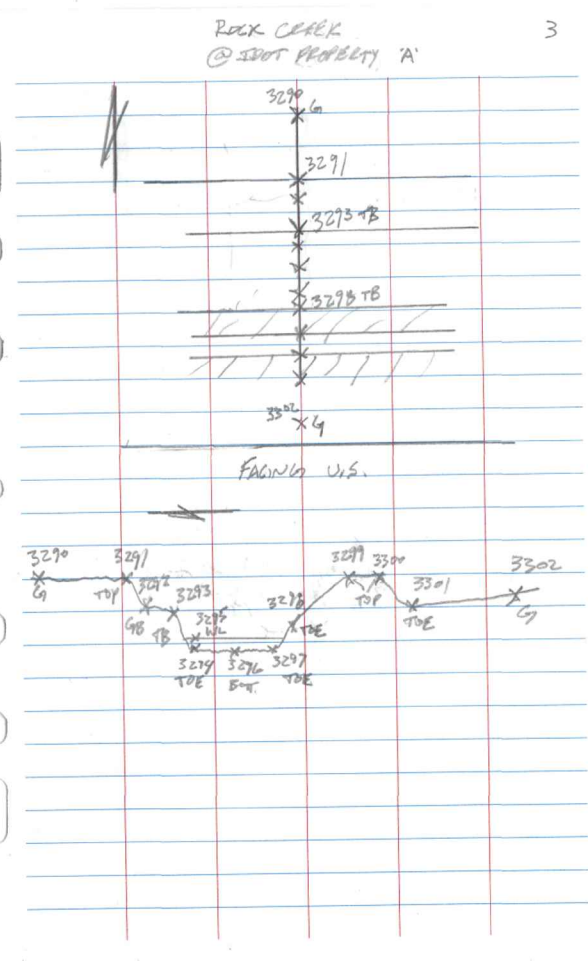 ROCK CREEK 3
@ IDOT PROPERTY 'A'
3290
G
3291
3293 TB
3298 TB
3302
G
FACING U.S.
3290
G
3291
TOP
3292
GB
3293
TB
3295
WL
3294
TOE
3296
BOT.
3297
TOE
3298
TOE
3299
3300
TOP
3301
TOE
3302
G